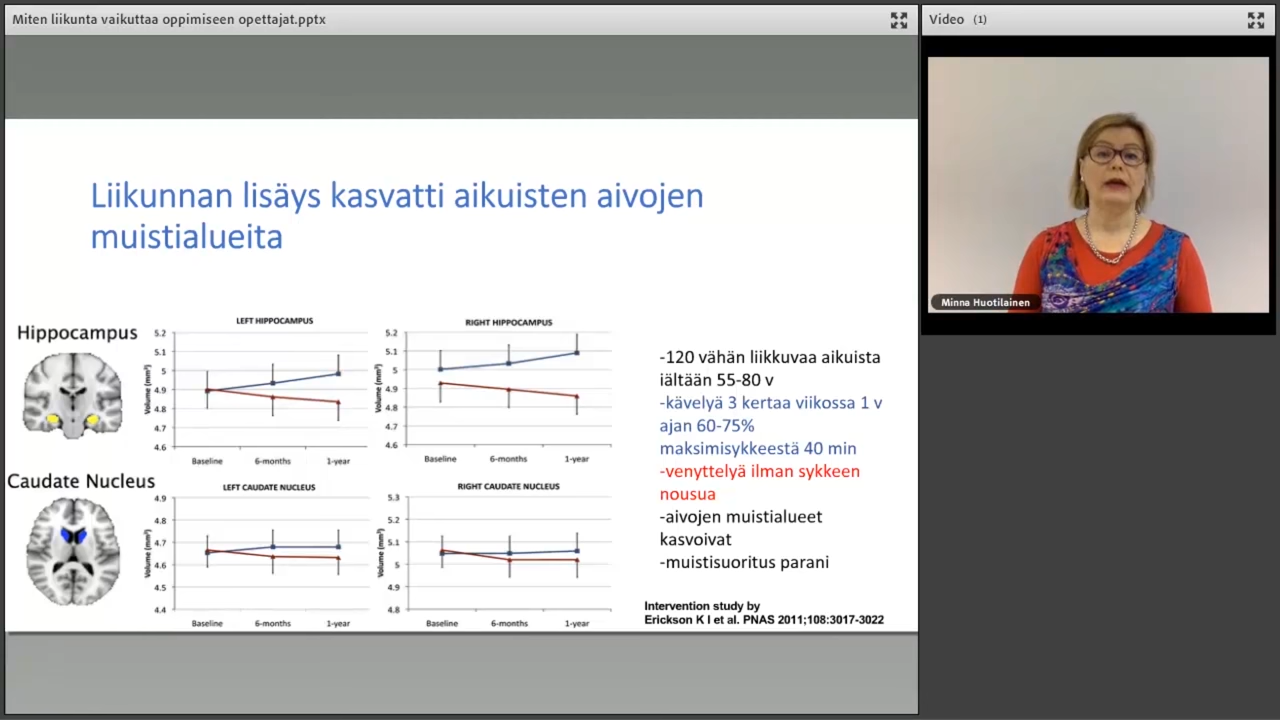 Miten liikunta vaikuttaa oppimiseen opettajat.pptx
Video (1)
Minna Huotilainen
Liikunnan lisäys kasvatti aikuisten aivojen
muistialueita
Hippocampus
LEFT HIPPOCAMPUS
Volume (mm³)
5.2
5.1
5
4.9
4.8
4.7
4.6
Baseline 6-months 1-year
RIGHT HIPPOCAMPUS
Volume (mm³)
5.2
5.1
5
4.9
4.8
4.7
4.6
Baseline 6-months 1-year
Caudate Nucleus
LEFT CAUDATE NUCLEUS
Volume (mm³)
4.9
4.8
4.7
4.6
4.5
4.4
Baseline 6-months 1-year
RIGHT CAUDATE NUCLEUS
Volume (mm³)
5.3
5.2
5.1
5
4.9
4.8
Baseline 6-months 1-year
-120 vähän liikkuvaa aikuista
iältään 55-80 v
-kävelyä 3 kertaa viikossa 1 v
ajan 60-75%
maksimisykkeestä 40 min
-venyttelyä ilman sykkeen
nousua
-aivojen muistialueet
kasvoivat
-muistisuoritus parani
Intervention study by
Erickson K I et al. PNAS 2011;108:3017-3022